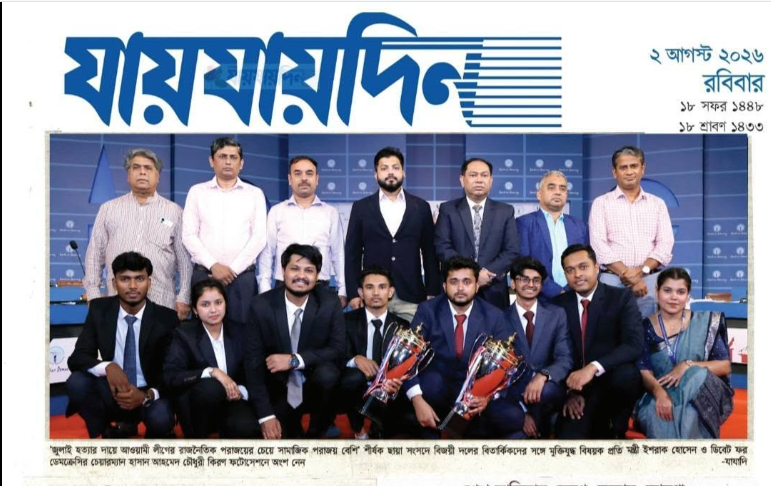 যায়যায়দিন
২ আগস্ট ২০২৬
রবিবার
১৮ সফর ১৪৪৮
১৮ শ্রাবণ ১৪৩৩
'জুলাই হত্যার দায়ে আওয়ামী লীগের রাজনৈতিক পরাজয়ের চেয়ে সামাজিক পরাজয় বেশি' শীর্ষক ছায়া সংসদে বিজয়ী দলের বিতার্কিকদের সঙ্গে মুক্তিযুদ্ধ বিষয়ক প্রতি মন্ত্রী ইশরাক হোসেন ও ডিবেট ফর
ডেমক্রেসির চেয়ারম্যান হাসান আহমেদ চৌধুরী কিরণ ফটোসেশনে অংশ নেন
-যাযাদি